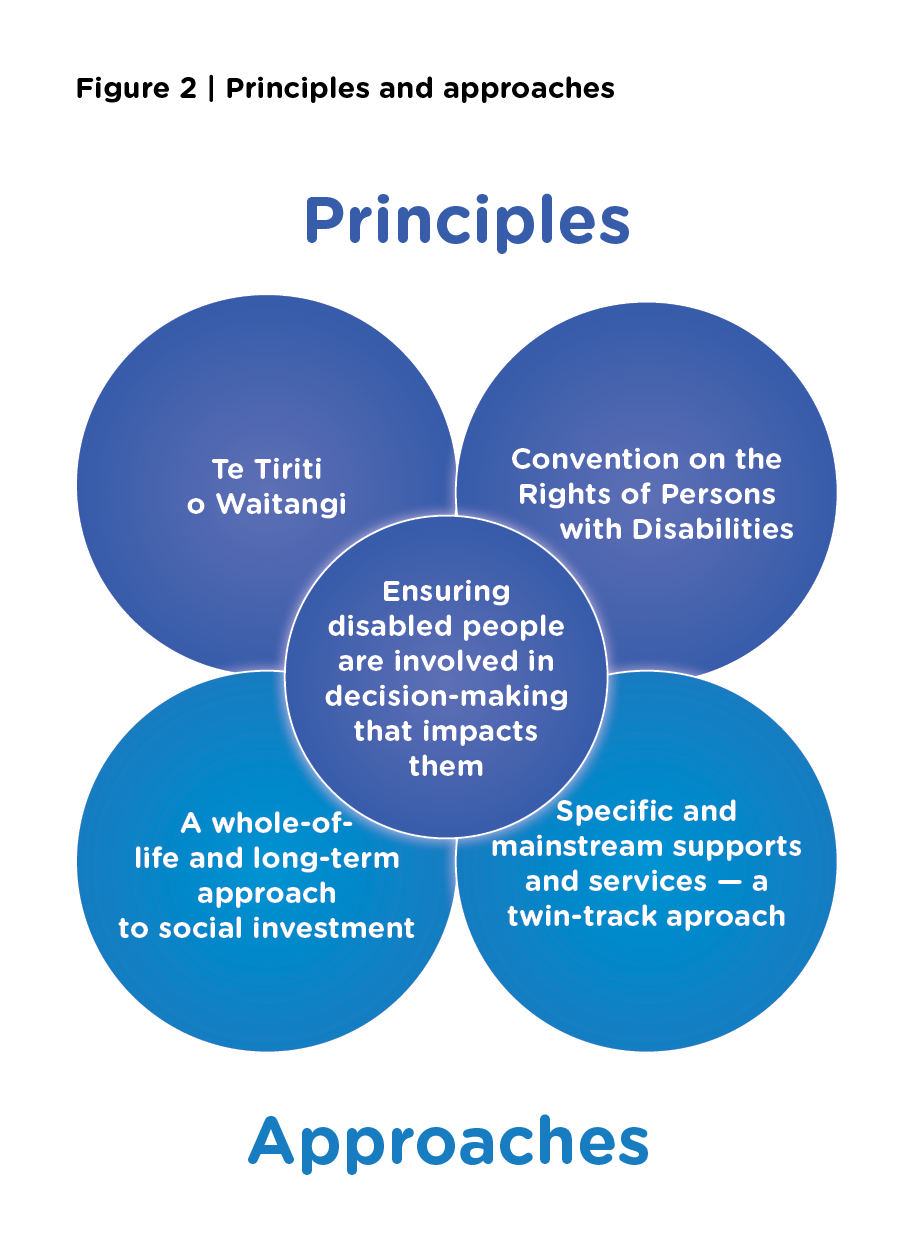 Figure 2 | Principles and approaches
Principles
Te Tiriti
o Waitangi
Convention on the
Rights of Persons
with Disabilities
Ensuring
disabled people
are involved in
decision-making
that impacts
them
A whole-of-
life and long-term
approach
to social investment
Specific and
mainstream supports
and services — a
twin-track aproach
Approaches